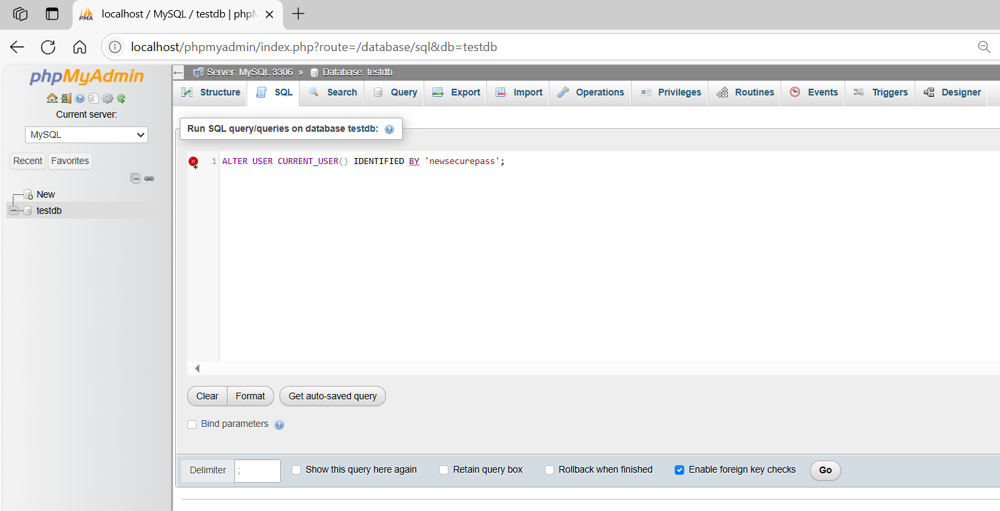 localhost / MySQL / testdb | php
localhost/phpmyadmin/index.php?route=/database/sql&db=testdb
phpMyAdmin
Current server:
MySQL
Recent Favorites
New
testdb
Server: MySQL:3306 » Database: testdb
Structure SQL Search Query Export Import Operations Privileges Routines Events Triggers Designer
Run SQL query/queries on database testdb:
1 ALTER USER CURRENT_USER() IDENTIFIED BY 'newsecurepass';
Clear Format Get auto-saved query
Bind parameters
Delimiter ; Show this query here again Retain query box Rollback when finished Enable foreign key checks Go